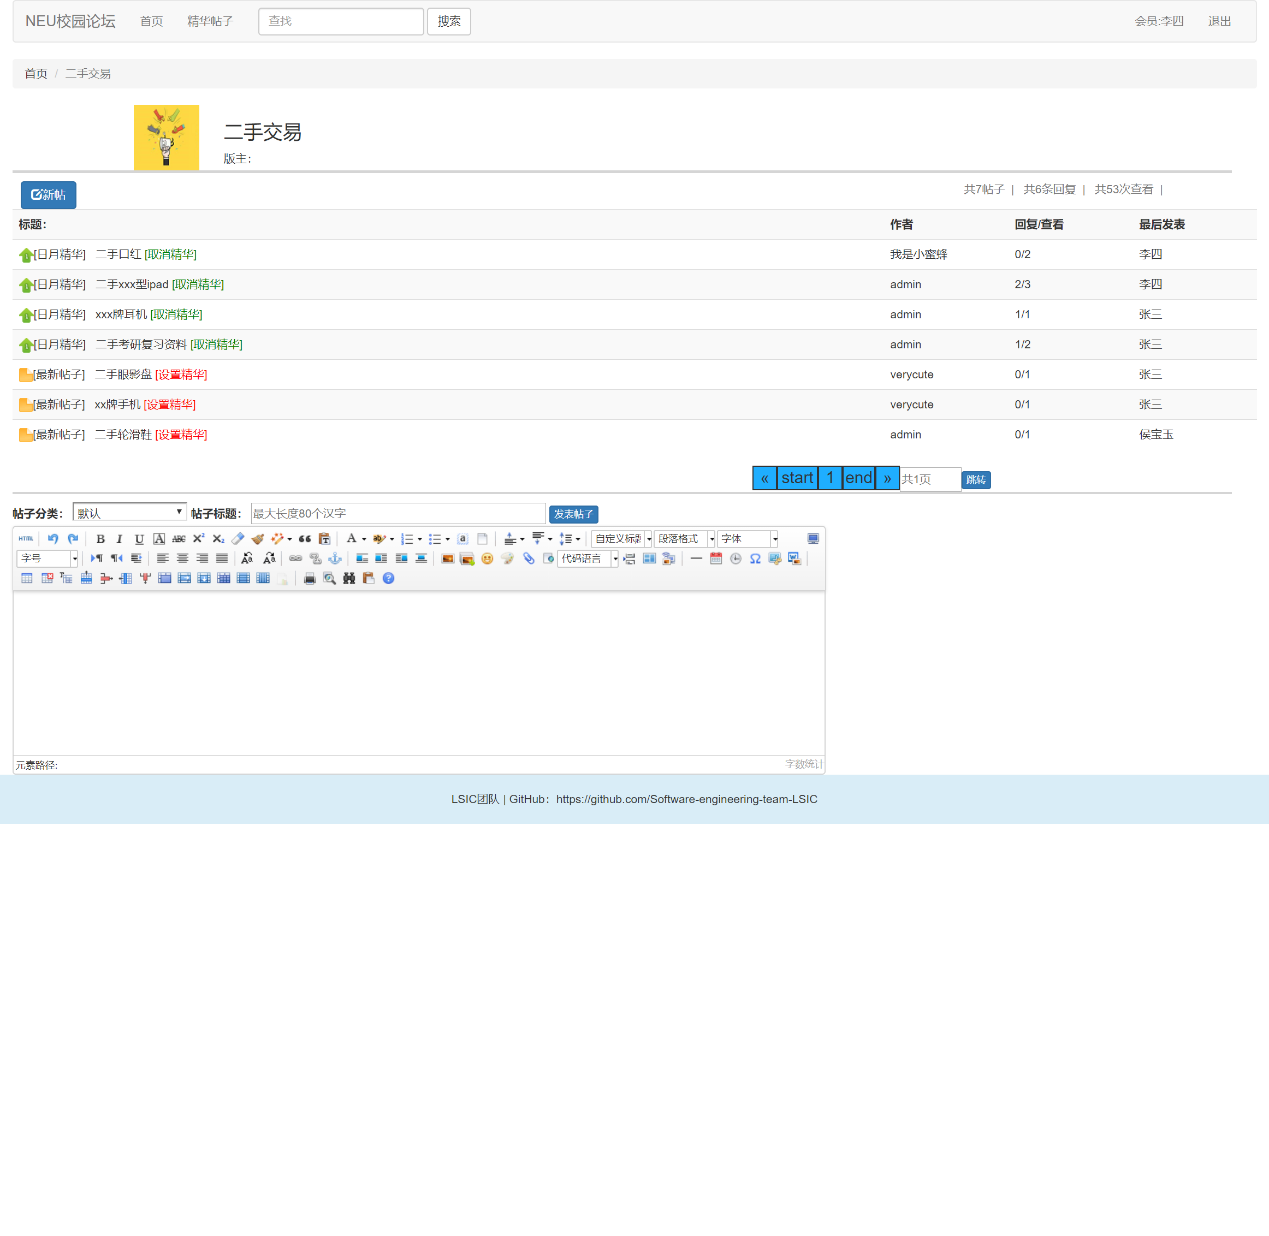 NEU校园论坛 首页 精华帖子 查找 搜索 会员:李四 退出
首页 / 二手交易
二手交易
版主:
新帖 共7帖子 | 共6条回复 | 共53次查看 |
标题: 作者 回复/查看 最后发表
[日月精华] 二手口红 [取消精华] 我是小蜜蜂 0/2 李四
[日月精华] 二手xxx型ipad [取消精华] admin 2/3 李四
[日月精华] xxx牌耳机 [取消精华] admin 1/1 张三
[日月精华] 二手考研复习资料 [取消精华] admin 1/2 张三
[最新帖子] 二手眼影盘 [设置精华] verycute 0/1 张三
[最新帖子] xx牌手机 [设置精华] verycute 0/1 张三
[最新帖子] 二手轮滑鞋 [设置精华] admin 0/1 侯宝玉
« start 1 end » 共1页 跳转
帖子分类: 默认 帖子标题: 最大长度80个汉字 发表帖子
HTML B I U A ABC X² X₂ A 自定义标题 段落格式 字体
字号 代码语言
元素路径: 字数统计
LSIC团队 | GitHub：https://github.com/Software-engineering-team-LSIC